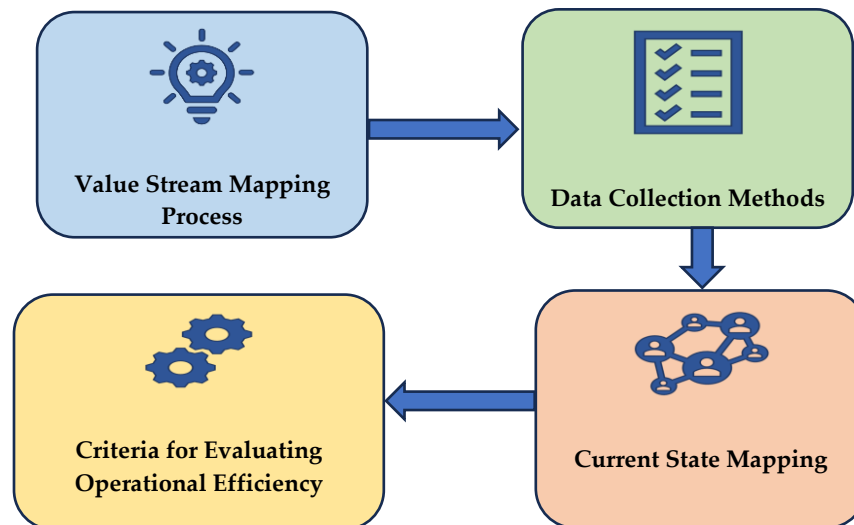 Value Stream Mapping
Process
Data Collection Methods
Current State Mapping
Criteria for Evaluating
Operational Efficiency